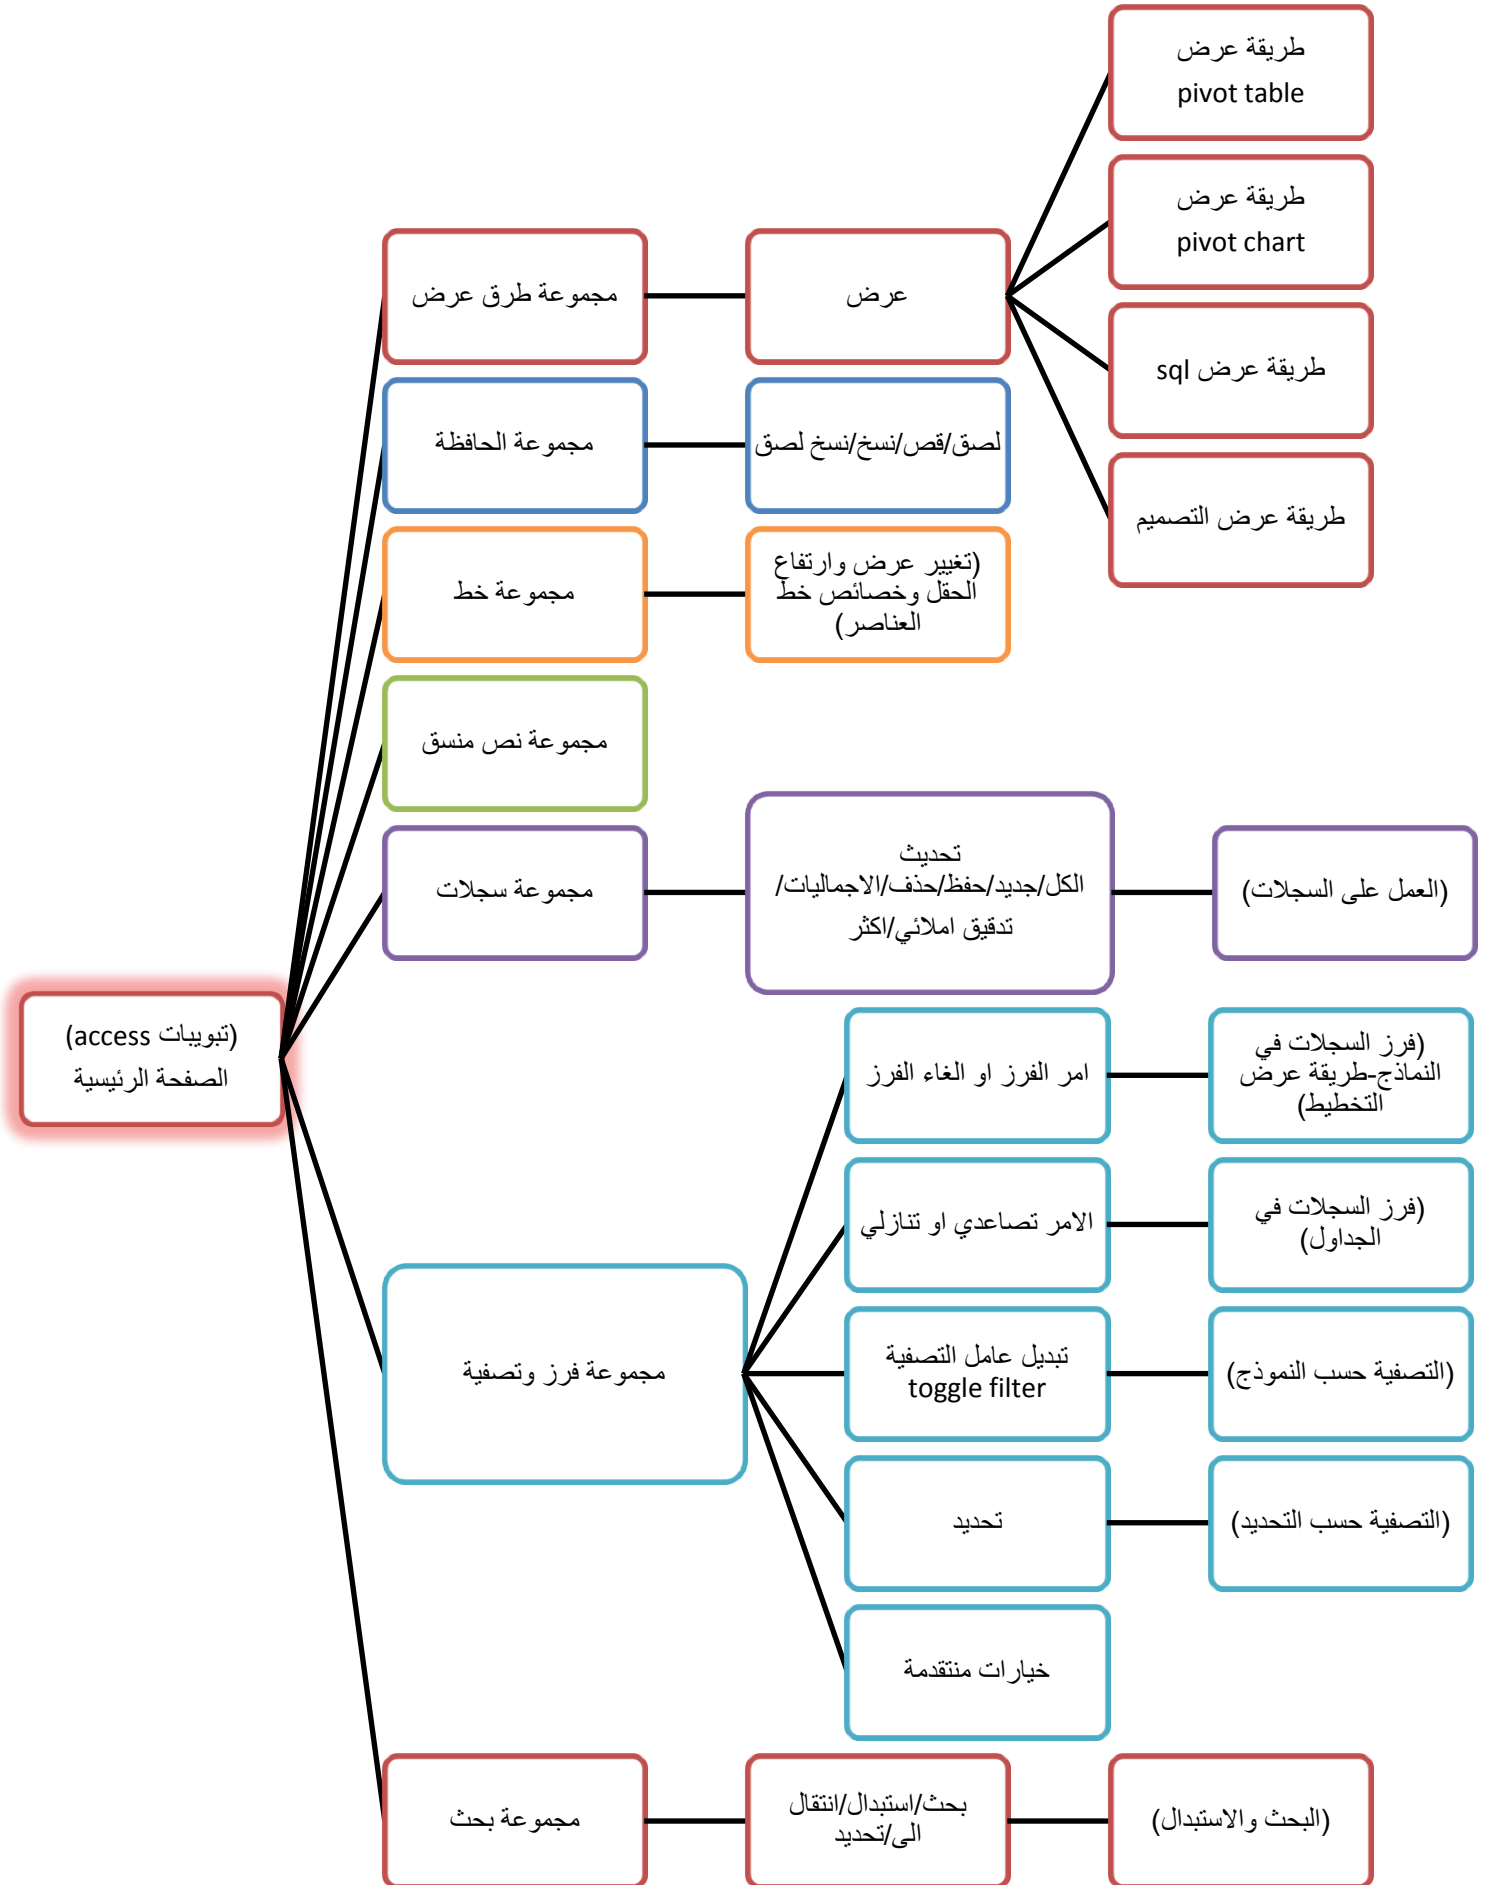 (تبويبات access)
الصفحة الرئيسية
مجموعة طرق عرض
عرض
طريقة عرض
pivot table
طريقة عرض
pivot chart
طريقة عرض sql
طريقة عرض التصميم
مجموعة الحافظة
لصق/قص/نسخ/نسخ لصق
مجموعة خط
(تغيير عرض وارتفاع
الحقل وخصائص خط
العناصر)
مجموعة نص منسق
مجموعة سجلات
تحديث
الكل/جديد/حفظ/حذف/الاجماليات/
تدقيق املائي/اكثر
(العمل على السجلات)
مجموعة فرز وتصفية
امر الفرز او الغاء الفرز
(فرز السجلات في
النماذج-طريقة عرض
التخطيط)
الامر تصاعدي او تنازلي
(فرز السجلات في
الجداول)
تبديل عامل التصفية
toggle filter
(التصفية حسب النموذج)
تحديد
(التصفية حسب التحديد)
خيارات منتقدمة
مجموعة بحث
بحث/استبدال/انتقال
الى/تحديد
(البحث والاستبدال)